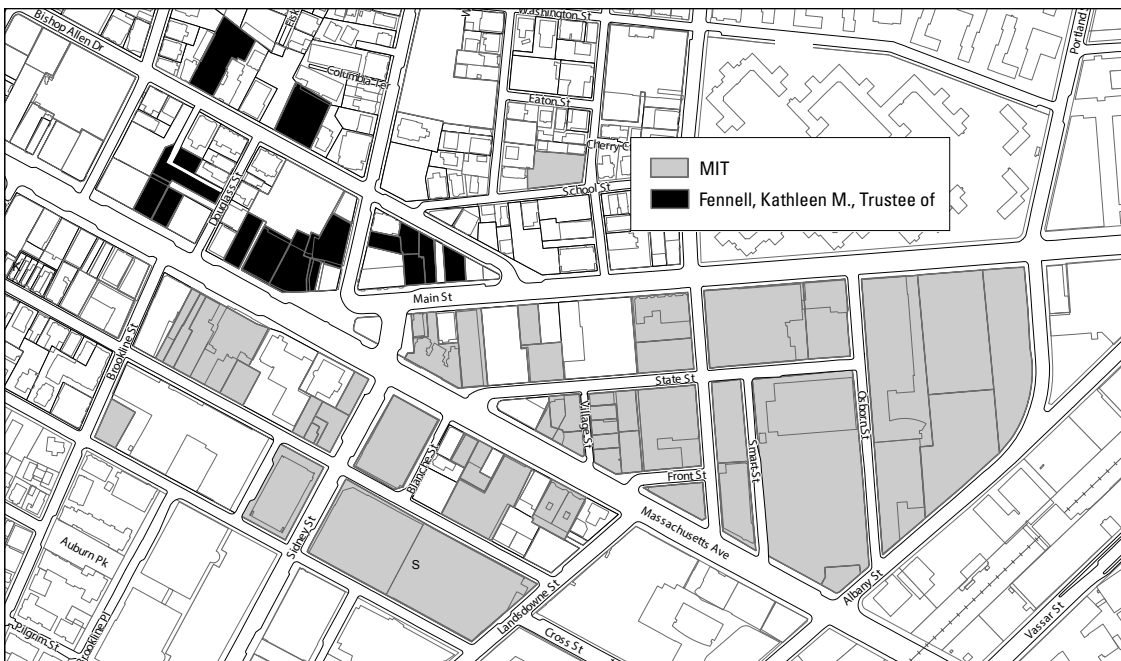 Bishop Allen Dr
Washington St
Portland S
Columbia Ter
Eaton St
Cherry C
MIT
School St
Fennell, Kathleen M., Trustee of
Douglass St
Main St
Brookline St
State St
Village St
Osborn St
Smart St
Blanche St
Front St
Massachusetts Ave
Sidney St
Auburn Pk
S
Albany St
Landsdowne St
Vassar St
Brookline Pl
Pilgrim St
Cross St